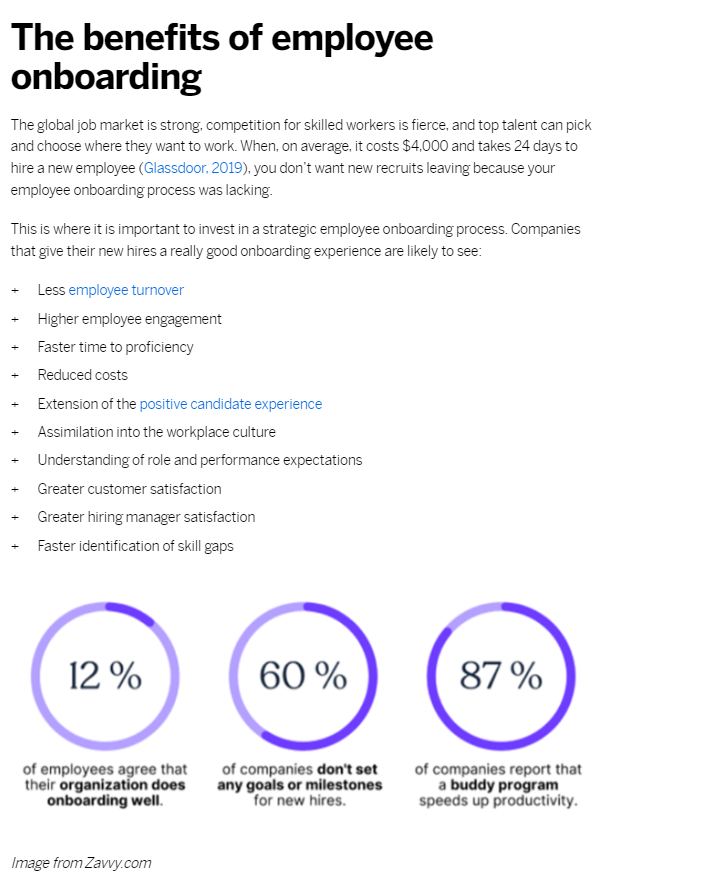 The benefits of employee
onboarding
The global job market is strong, competition for skilled workers is fierce, and top talent can pick
and choose where they want to work. When, on average, it costs $4,000 and takes 24 days to
hire a new employee (Glassdoor, 2019), you don’t want new recruits leaving because your
employee onboarding process was lacking.
This is where it is important to invest in a strategic employee onboarding process. Companies
that give their new hires a really good onboarding experience are likely to see:
+ Less employee turnover
+ Higher employee engagement
+ Faster time to proficiency
+ Reduced costs
+ Extension of the positive candidate experience
+ Assimilation into the workplace culture
+ Understanding of role and performance expectations
+ Greater customer satisfaction
+ Greater hiring manager satisfaction
+ Faster identification of skill gaps
12 %
of employees agree that
their organization does
onboarding well.
60 %
of companies don't set
any goals or milestones
for new hires.
87 %
of companies report that
a buddy program
speeds up productivity.
Image from Zavvy.com